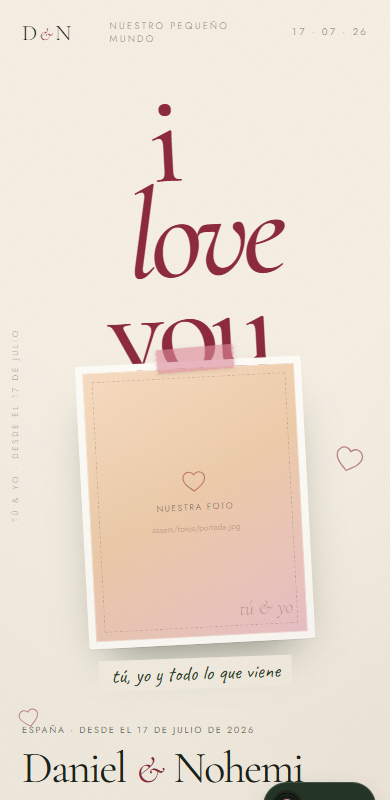 D&N
NUESTRO PEQUEÑO
MUNDO
17 · 07 · 26
i
love
you
TÚ & YO · DESDE EL 17 DE JULIO
NUESTRA FOTO
assets/fotos/portada.jpg
tú & yo
tú, yo y todo lo que viene
ESPAÑA · DESDE EL 17 DE JULIO DE 2026
Daniel & Nohemi